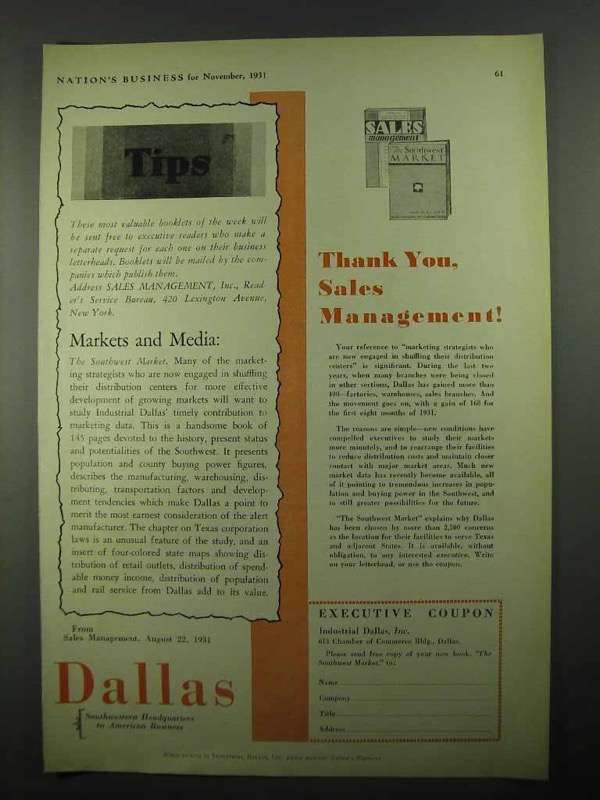 NATION'S BUSINESS for November, 1931
61
Tips
These most valuable booklets of the week will
be sent free to executive readers who make a
separate request for each one on their business
letterheads. Booklets will be mailed by the com-
panies which publish them.
Address SALES MANAGEMENT, Inc., Read-
er's Service Bureau, 420 Lexington Avenue,
New York.
Markets and Media:
The Southwest Market. Many of the market-
ing strategists who are now engaged in shuffling
their distribution centers for more effective
development of growing markets will want to
study Industrial Dallas' timely contribution to
marketing data. This is a handsome book of
145 pages devoted to the history, present status
and potentialities of the Southwest. It presents
population and county buying power figures,
describes the manufacturing, warehousing, dis-
tributing, transportation factors and develop-
ment tendencies which make Dallas a point to
merit the most earnest consideration of the alert
manufacturer. The chapter on Texas corporation
laws is an unusual feature of the study, and an
insert of four-colored state maps showing dis-
tribution of retail outlets, distribution of spend-
able money income, distribution of population
and rail service from Dallas add to its value.
From
Sales Management, August 22, 1931
Dallas
Southwestern Headquarters
to American Business
SALES
management
The Southwest
MARKET
Thank You,
Sales
Management!
Your reference to "marketing strategists who
are now engaged in shuffling their distribution
centers" is significant. During the last two
years, when many branches were being closed
in other sections, Dallas has gained more than
400—factories, warehouses, sales branches. And
the movement goes on, with a gain of 168 for
the first eight months of 1931.
The reasons are simple—new conditions have
compelled executives to study their markets
more minutely, and to rearrange their facilities
to reduce distribution costs and maintain closer
contact with major market areas. Much new
market data has recently become available, all
of it pointing to tremendous increases in popu-
lation and buying power in the Southwest, and
to still greater possibilities for the future.
"The Southwest Market" explains why Dallas
has been chosen by more than 2,300 concerns
as the location for their facilities to serve Texas
and adjacent States. It is available, without
obligation, to any interested executive. Write
on your letterhead, or use the coupon.
EXECUTIVE COUPON
Industrial Dallas, Inc.
Chamber of Commerce Bldg., Dallas.
Please send free copy of your new book, "The
Southwest Market," to:
Name
Company
Title
Address
When writing to INDUSTRIAL DALLAS, INC. please mention Nation's Business